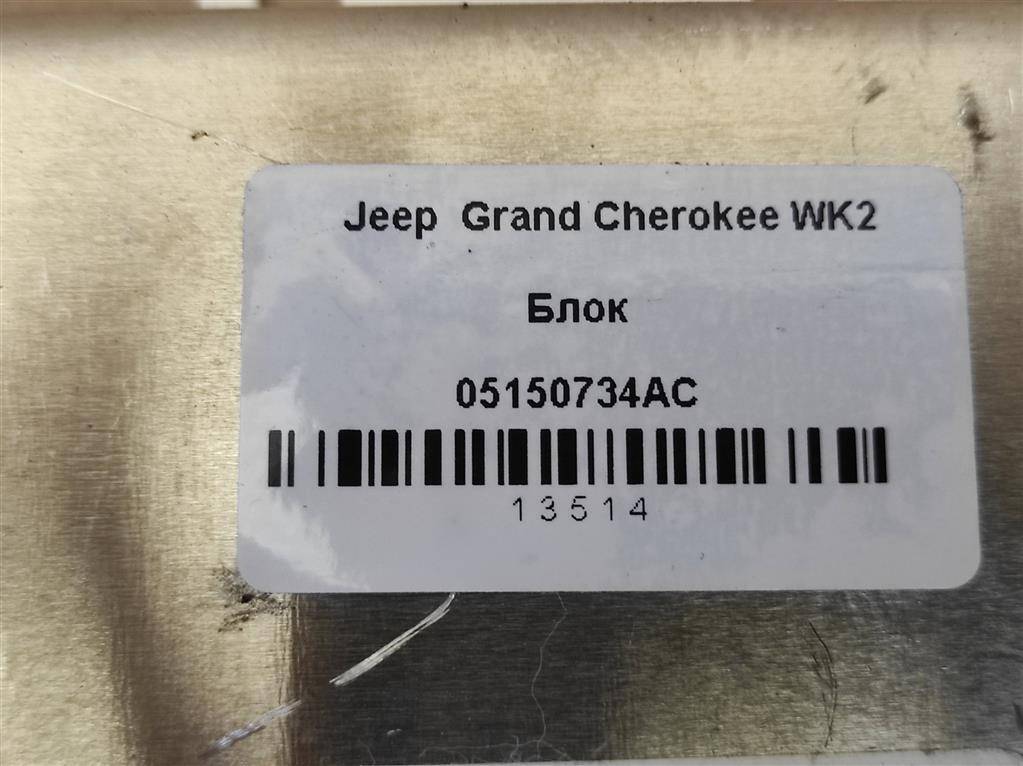 Jeep Grand Cherokee WK2
Блок
05150734AC
13514